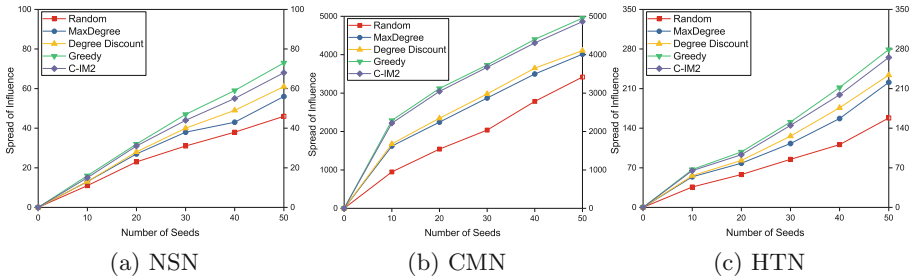 100
80
60
40
20
0
Spread of Influence
Random
MaxDegree
Degree Discount
Greedy
C-IM2
100
80
60
40
20
0
0 10 20 30 40 50
Number of Seeds
(a) NSN
5000
4000
3000
2000
1000
0
Spread of Influence
Random
MaxDegree
Degree Discount
Greedy
C-IM2
5000
4000
3000
2000
1000
0
0 10 20 30 40 50
Number of Seeds
(b) CMN
350
280
210
140
70
0
Spread of Influence
Random
MaxDegree
Degree Discount
Greedy
C-IM2
350
280
210
140
70
0
0 10 20 30 40 50
Number of Seeds
(c) HTN